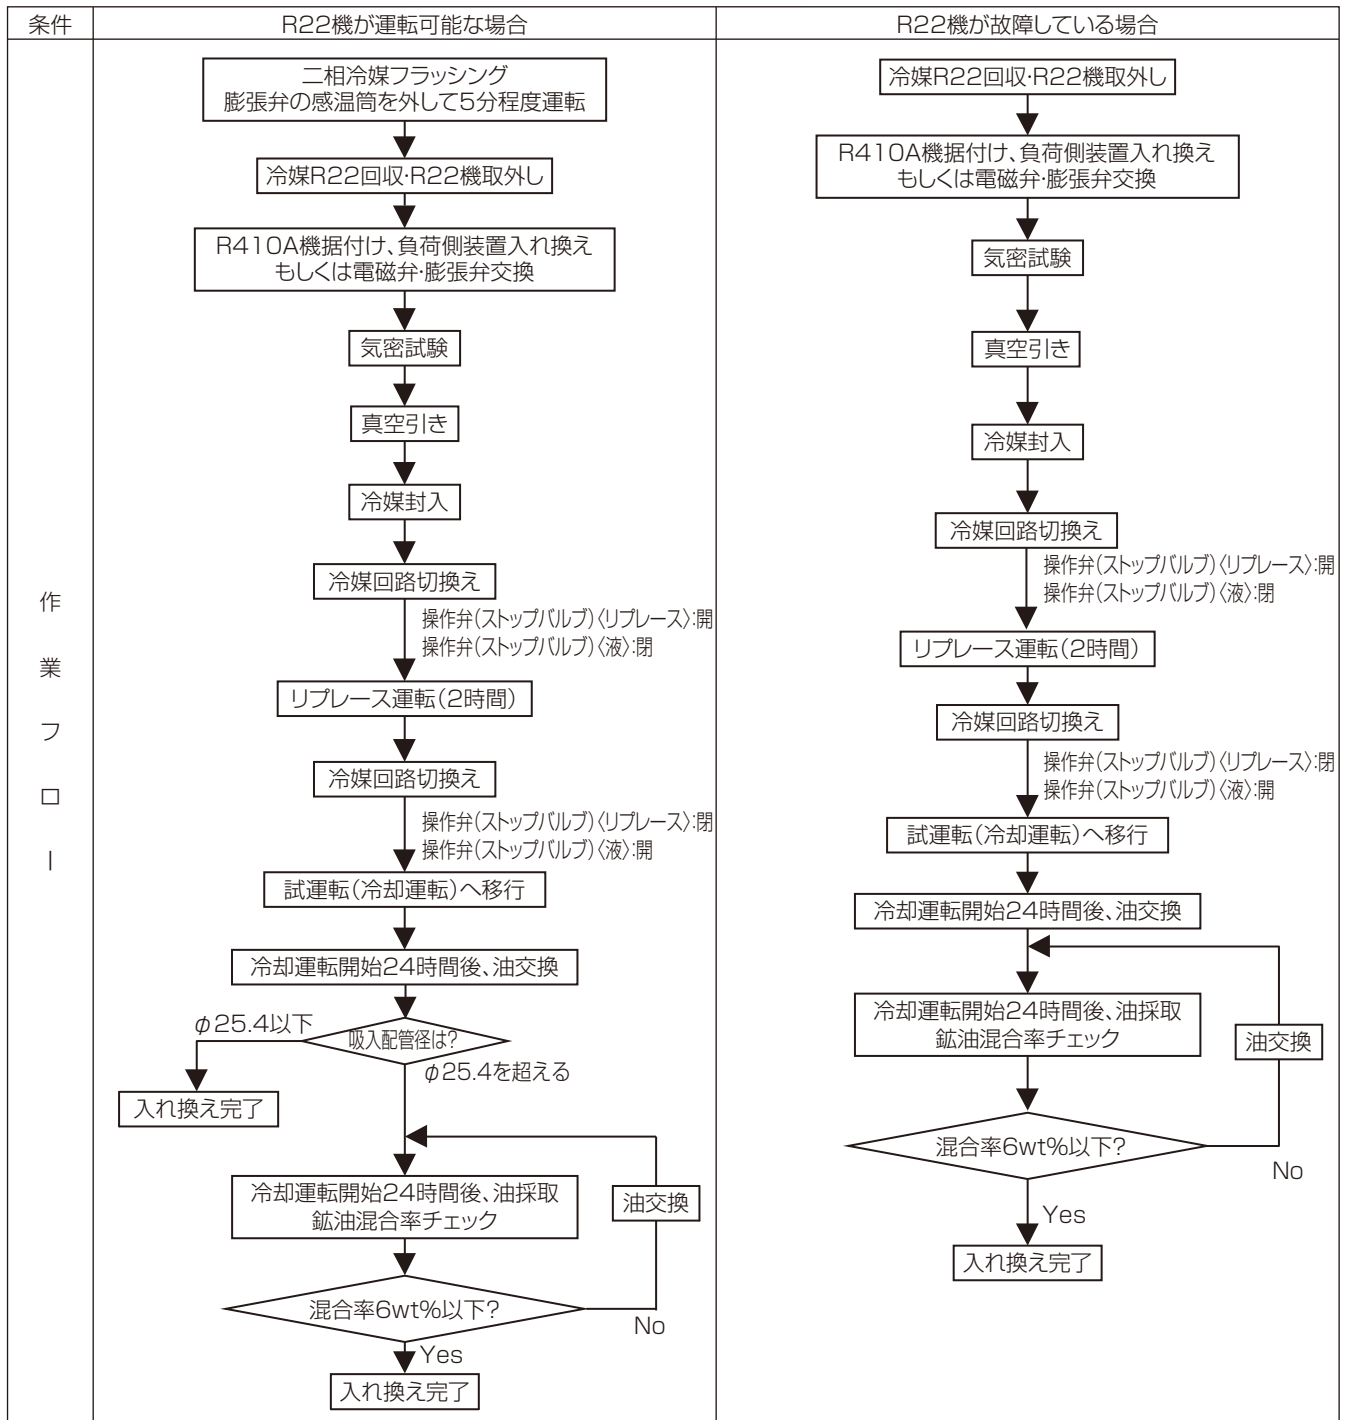 条件
R22機が運転可能な場合
R22機が故障している場合
作業フロー
二相冷媒フラッシング
膨張弁の感温筒を外して5分程度運転
冷媒R22回収・R22機取外し
R410A機据付け、負荷側装置入れ換え
もしくは電磁弁・膨張弁交換
気密試験
真空引き
冷媒封入
冷媒回路切換え
操作弁(ストップバルブ)〈リプレース〉:開
操作弁(ストップバルブ)〈液〉:閉
リプレース運転(2時間)
冷媒回路切換え
操作弁(ストップバルブ)〈リプレース〉:閉
操作弁(ストップバルブ)〈液〉:開
試運転(冷却運転)へ移行
冷却運転開始24時間後、油交換
吸入配管径は?
φ25.4以下
φ25.4を超える
入れ換え完了
冷却運転開始24時間後、油採取
鉱油混合率チェック
油交換
混合率6wt%以下?
No
Yes
入れ換え完了
冷媒R22回収・R22機取外し
R410A機据付け、負荷側装置入れ換え
もしくは電磁弁・膨張弁交換
気密試験
真空引き
冷媒封入
冷媒回路切換え
操作弁(ストップバルブ)〈リプレース〉:開
操作弁(ストップバルブ)〈液〉:閉
リプレース運転(2時間)
冷媒回路切換え
操作弁(ストップバルブ)〈リプレース〉:閉
操作弁(ストップバルブ)〈液〉:開
試運転(冷却運転)へ移行
冷却運転開始24時間後、油交換
冷却運転開始24時間後、油採取
鉱油混合率チェック
油交換
混合率6wt%以下?
No
Yes
入れ換え完了